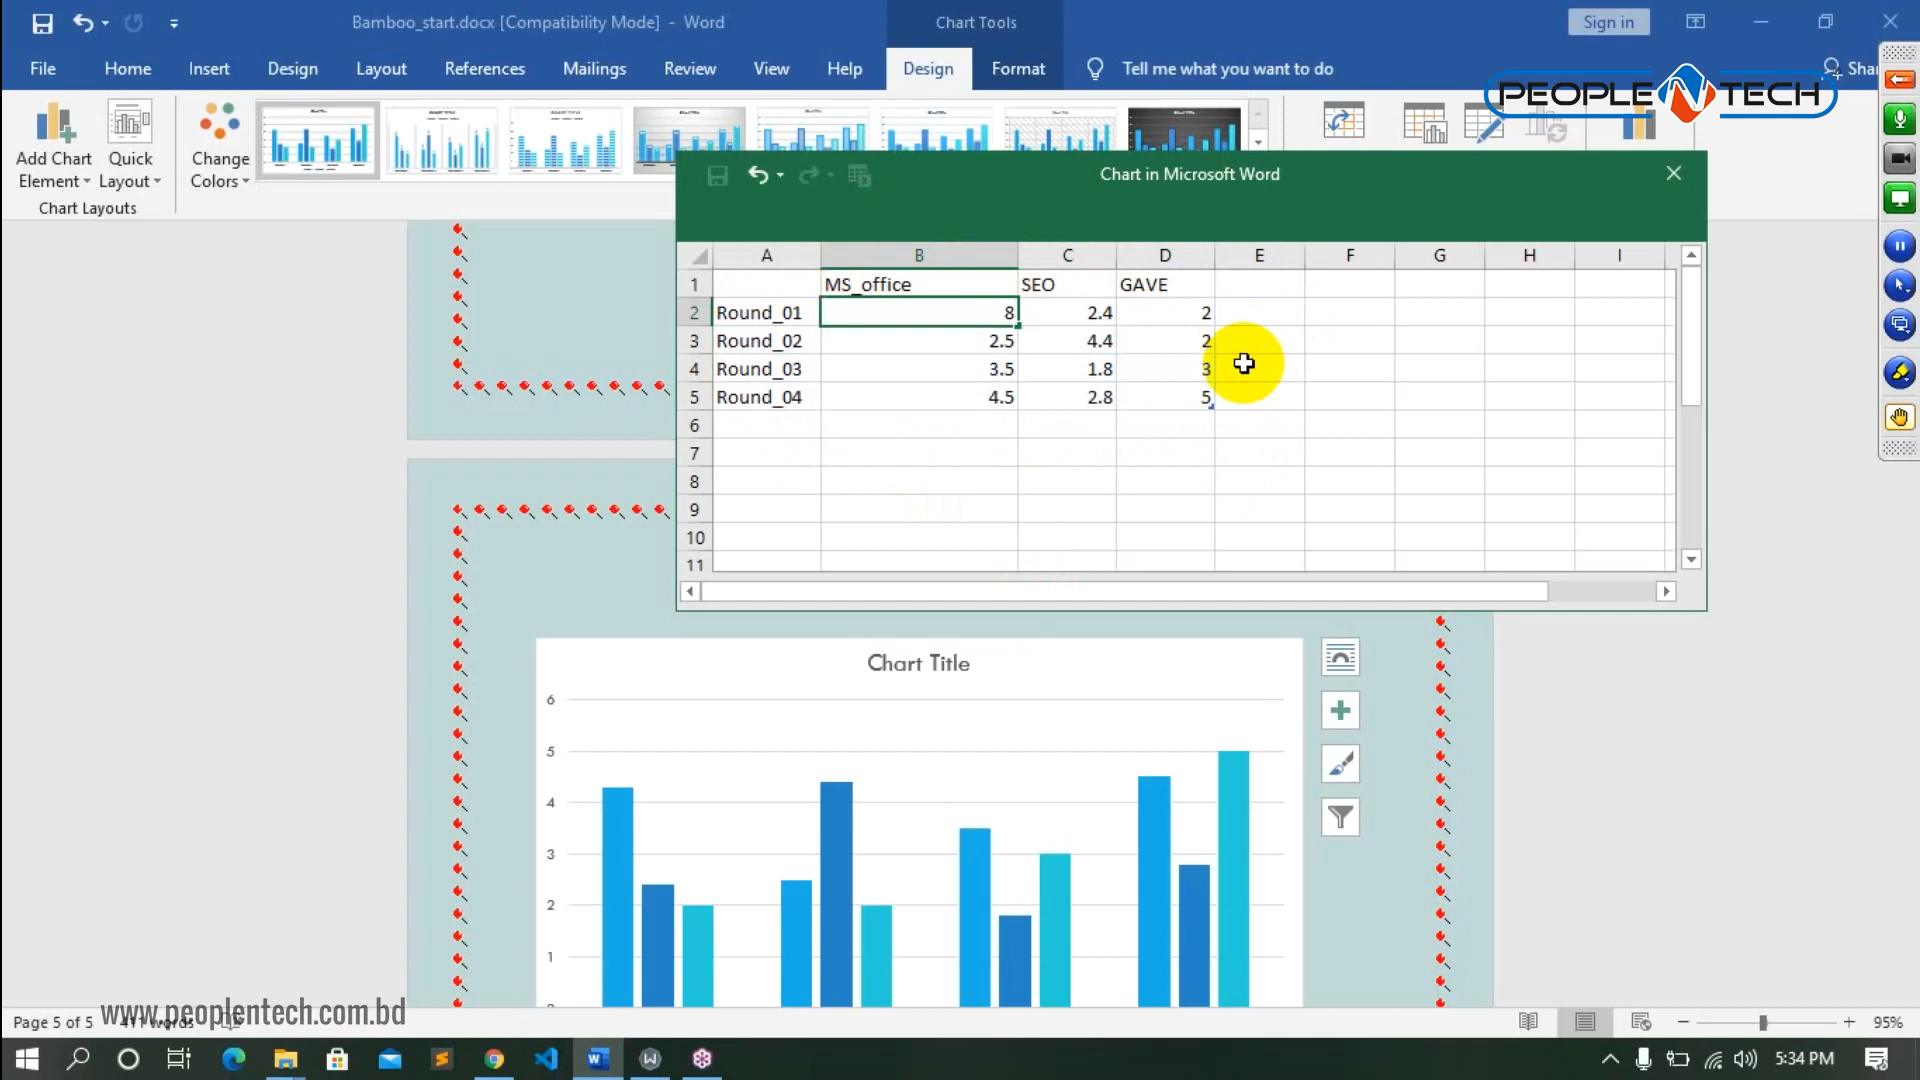 Bamboo_start.docx [Compatibility Mode] - Word
Chart Tools
Sign in
File Home Insert Design Layout References Mailings Review View Help Design Format Tell me what you want to do
Shar
PEOPLE N TECH
Add Chart Element
Quick Layout
Change Colors
Chart Layouts
Chart in Microsoft Word
A B C D E F G H I
1 MS_office SEO GAVE
2 Round_01 8 2.4 2
3 Round_02 2.5 4.4 2
4 Round_03 3.5 1.8 3
5 Round_04 4.5 2.8 5
6
7
8
9
10
11
Chart Title
6
5
4
3
2
1
www.peoplentech.com.bd
Page 5 of 5 411 words
95%
5:34 PM